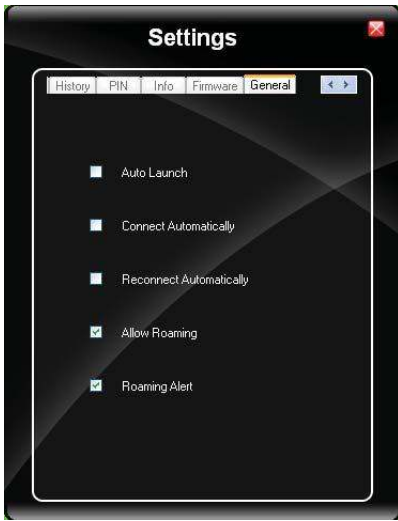 Settings
History PIN Info Firmware General
Auto Launch
Connect Automatically
Reconnect Automatically
Allow Roaming
Roaming Alert